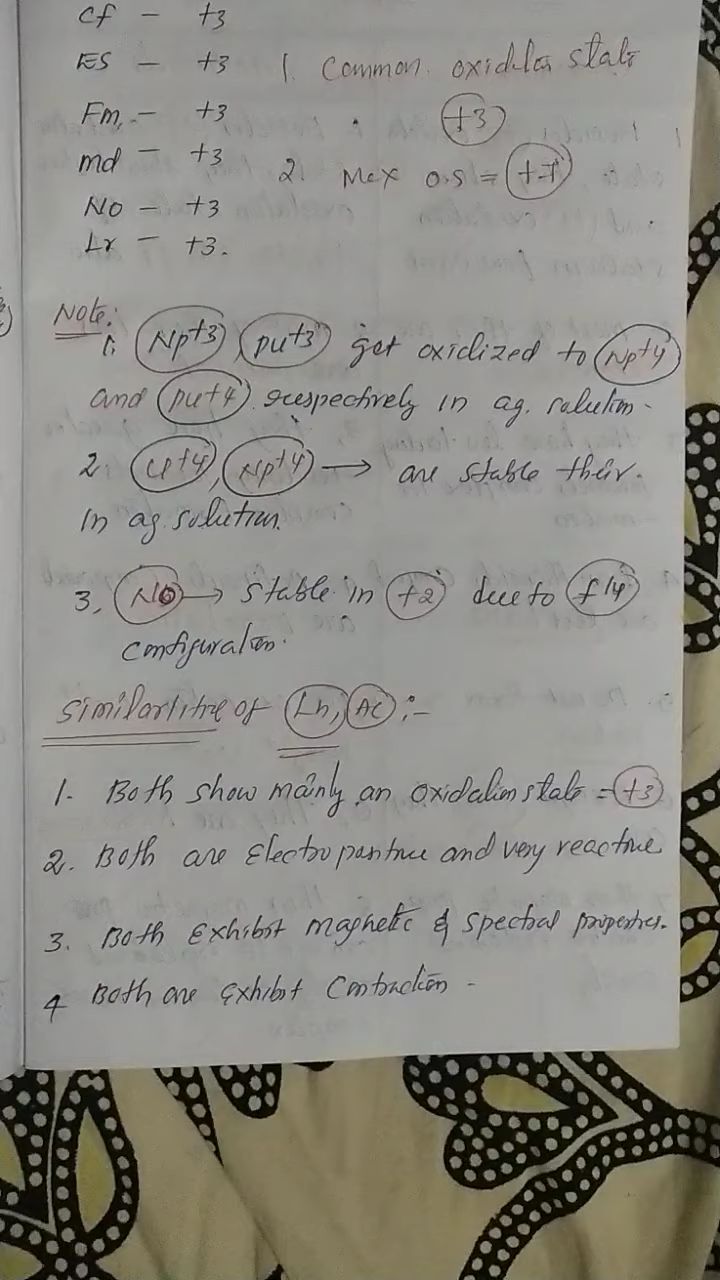 Cf - +3
ES - +3 1. Common oxidation state
Fm - +3 +3
md - +3 2. Mex o.s = +7
No - +3
Lr - +3.
Note:
1. Np+3, pu+3 get oxidized to Np+4
and pu+4 respectively in aq. solution.
2. Np+4 → are stable their.
in aq solution.
3, NO → stable in +2 due to f14
configuration.
Similartitre of Ln, AC :-
1. Both show mainly an oxidation state = +3
2. Both are Electropositive and very reactive
3. Both Exhibit magnetic & spectral properties.
4 Both are Exhibit Contraction -